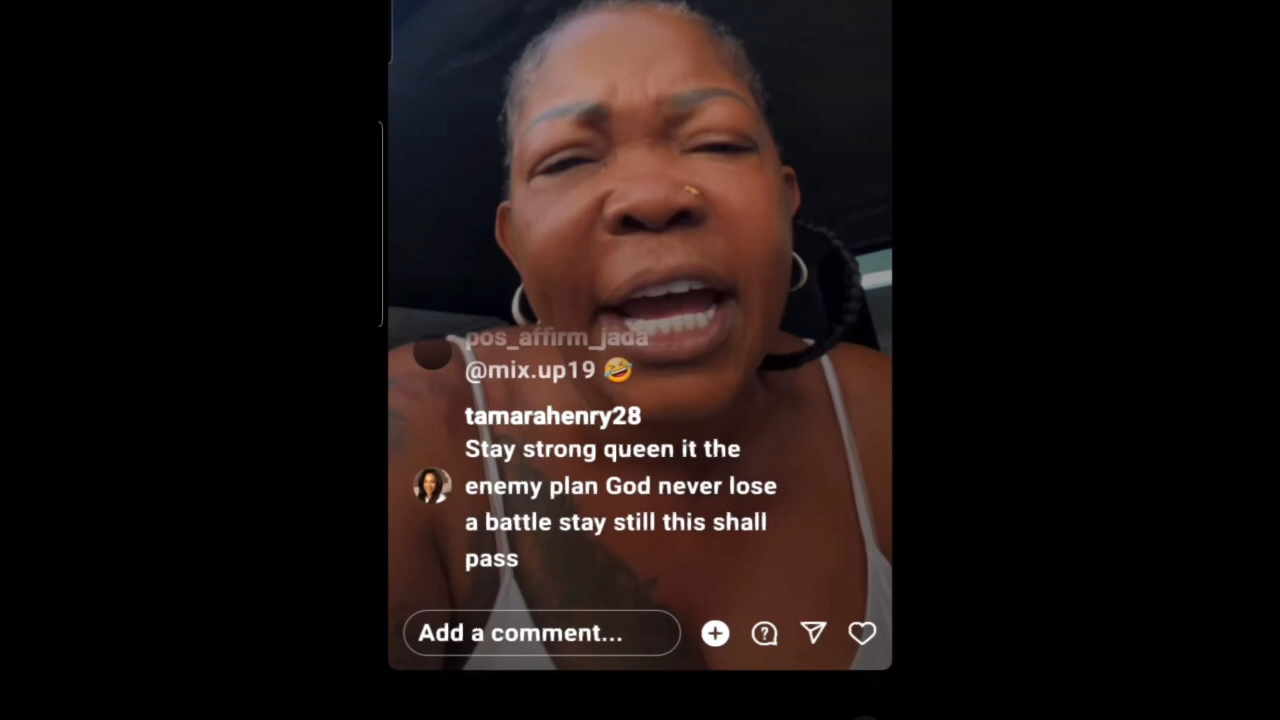 pos_affirm_jada
@mix.up19 🤣
tamarahenry28
Stay strong queen it the
enemy plan God never lose
a battle stay still this shall
pass
Add a comment...